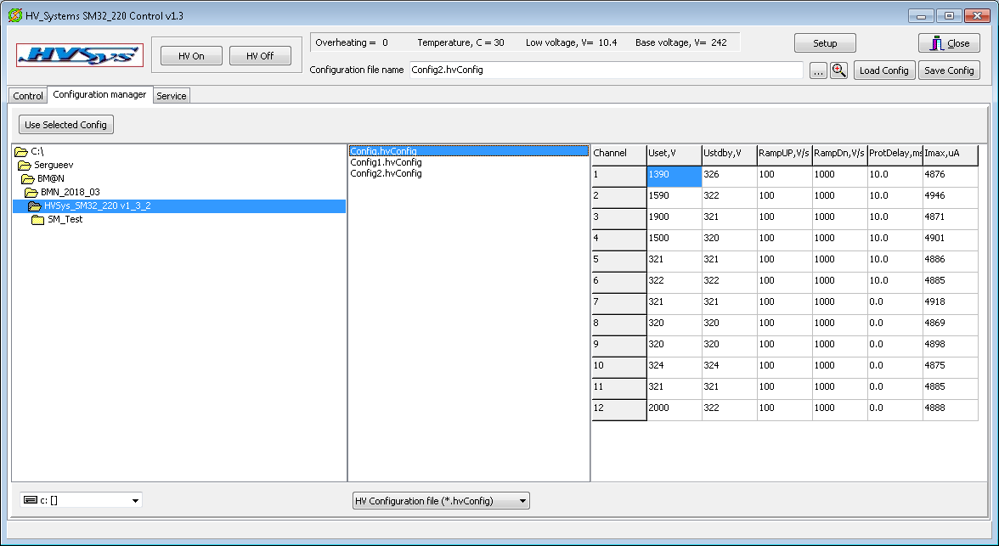 HV_Systems SM32_220 Control v1.3
HVSys
HV On
HV Off
Overheating = 0 Temperature, C = 30 Low voltage, V= 10.4 Base voltage, V= 242
Setup
Close
Configuration file name Config2.hvConfig
...
Load Config
Save Config
Control Configuration manager Service
Use Selected Config
C:\
Sergueev
BM@N
BMN_2018_03
HVSys_SM32_220 v1_3_2
SM_Test
Config.hvConfig
Config1.hvConfig
Config2.hvConfig
Channel Uset,V Ustdby,V RampUP,V/s RampDn,V/s ProtDelay,ms Imax,uA
1 1390 326 100 1000 10.0 4876
2 1590 322 100 1000 10.0 4946
3 1900 321 100 1000 10.0 4871
4 1500 320 100 1000 10.0 4901
5 321 321 100 1000 10.0 4886
6 322 322 100 1000 10.0 4885
7 321 321 100 1000 0.0 4918
8 320 320 100 1000 0.0 4869
9 320 320 100 1000 0.0 4898
10 324 324 100 1000 0.0 4875
11 321 321 100 1000 0.0 4885
12 2000 322 100 1000 0.0 4888
c: []
HV Configuration file (*.hvConfig)